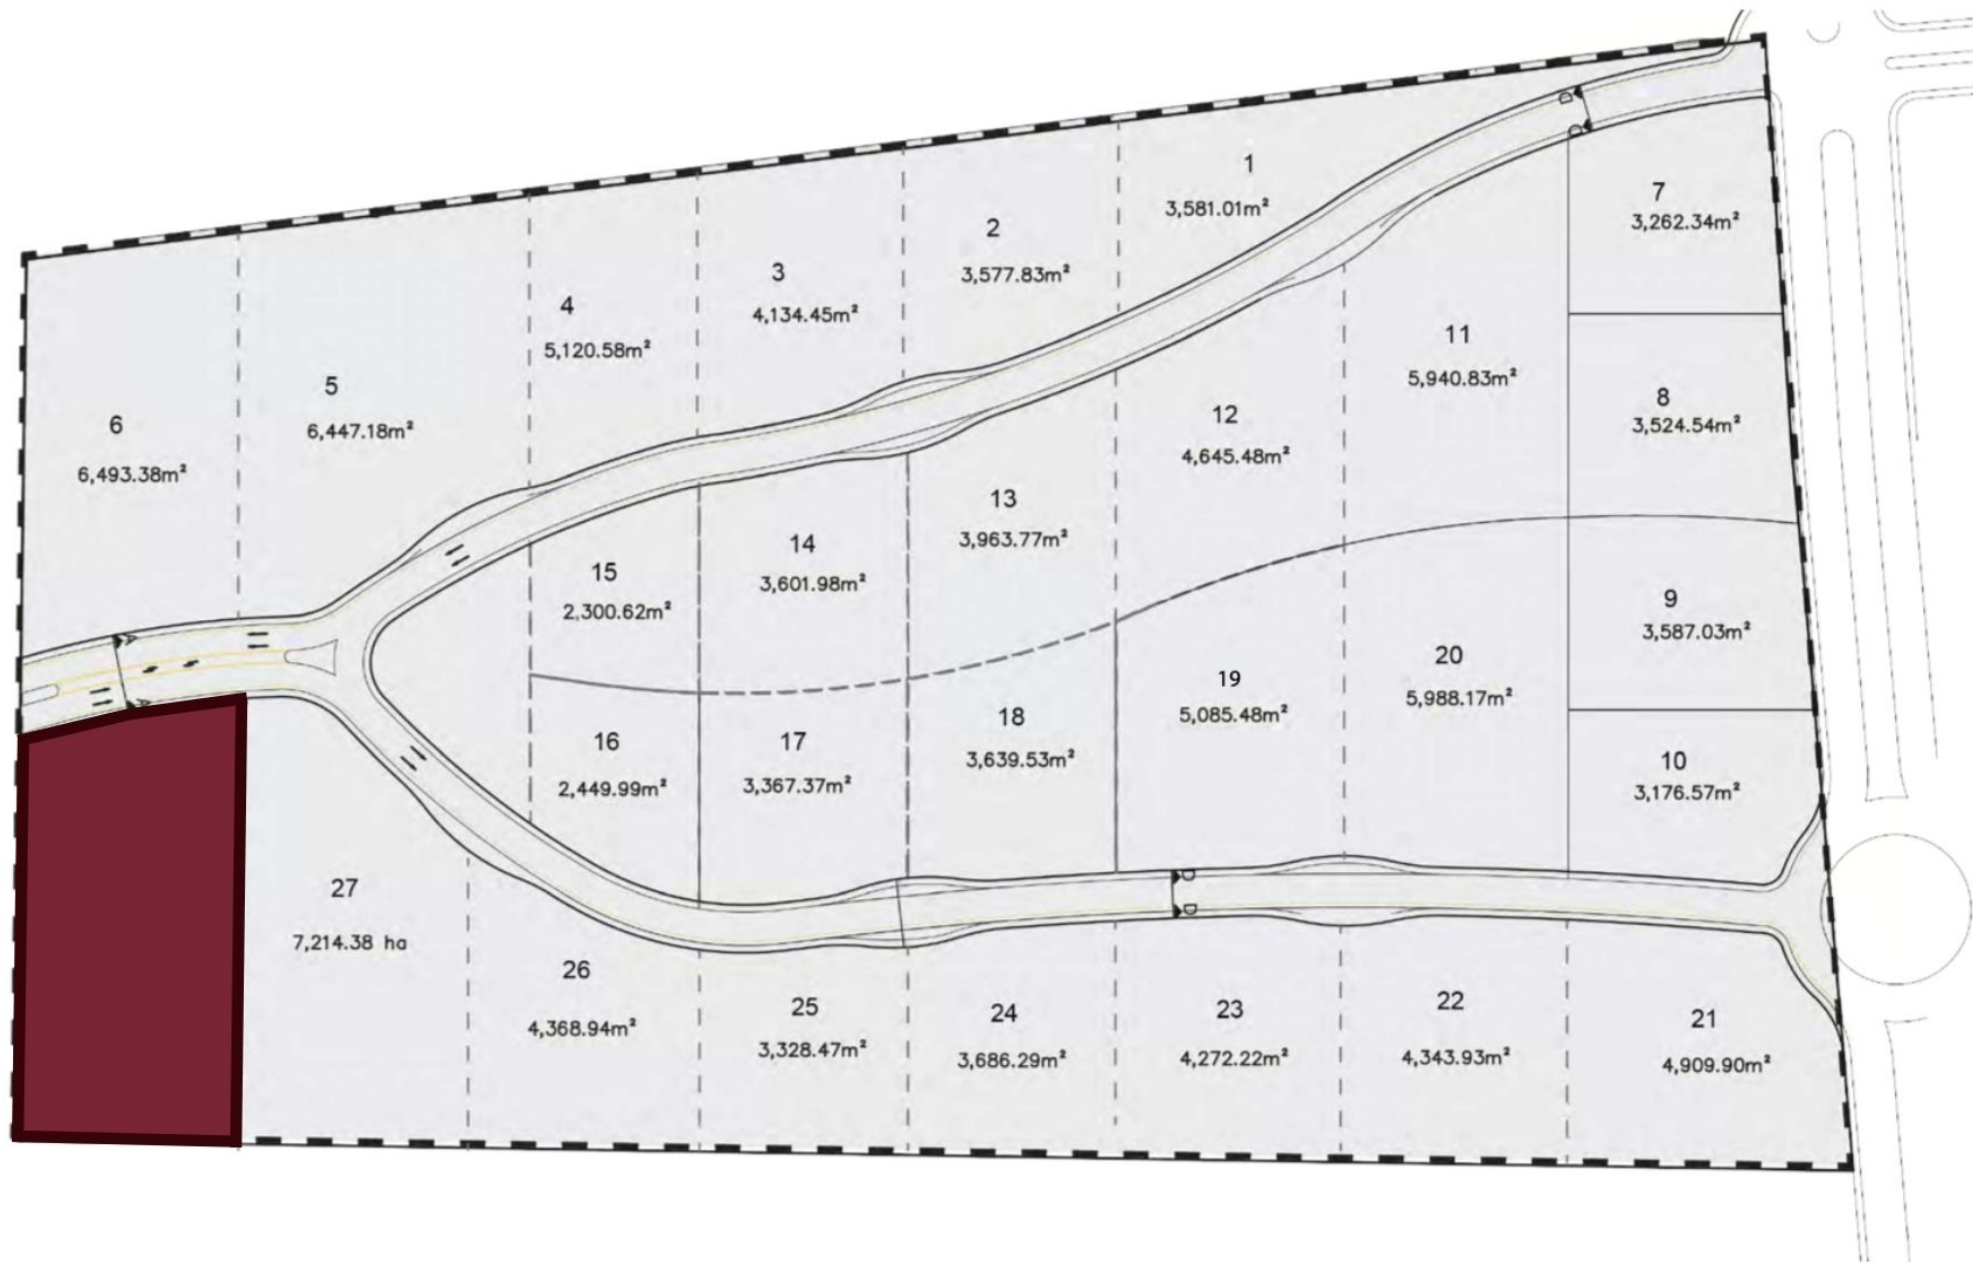 1
3,581.01m²
2
3,577.83m²
3
4,134.45m²
4
5,120.58m²
5
6,447.18m²
6
6,493.38m²
7
3,262.34m²
8
3,524.54m²
9
3,587.03m²
10
3,176.57m²
11
5,940.83m²
12
4,645.48m²
13
3,963.77m²
14
3,601.98m²
15
2,300.62m²
16
2,449.99m²
17
3,367.37m²
18
3,639.53m²
19
5,085.48m²
20
5,988.17m²
21
4,909.90m²
22
4,343.93m²
23
4,272.22m²
24
3,686.29m²
25
3,328.47m²
26
4,368.94m²
27
7,214.38 ha